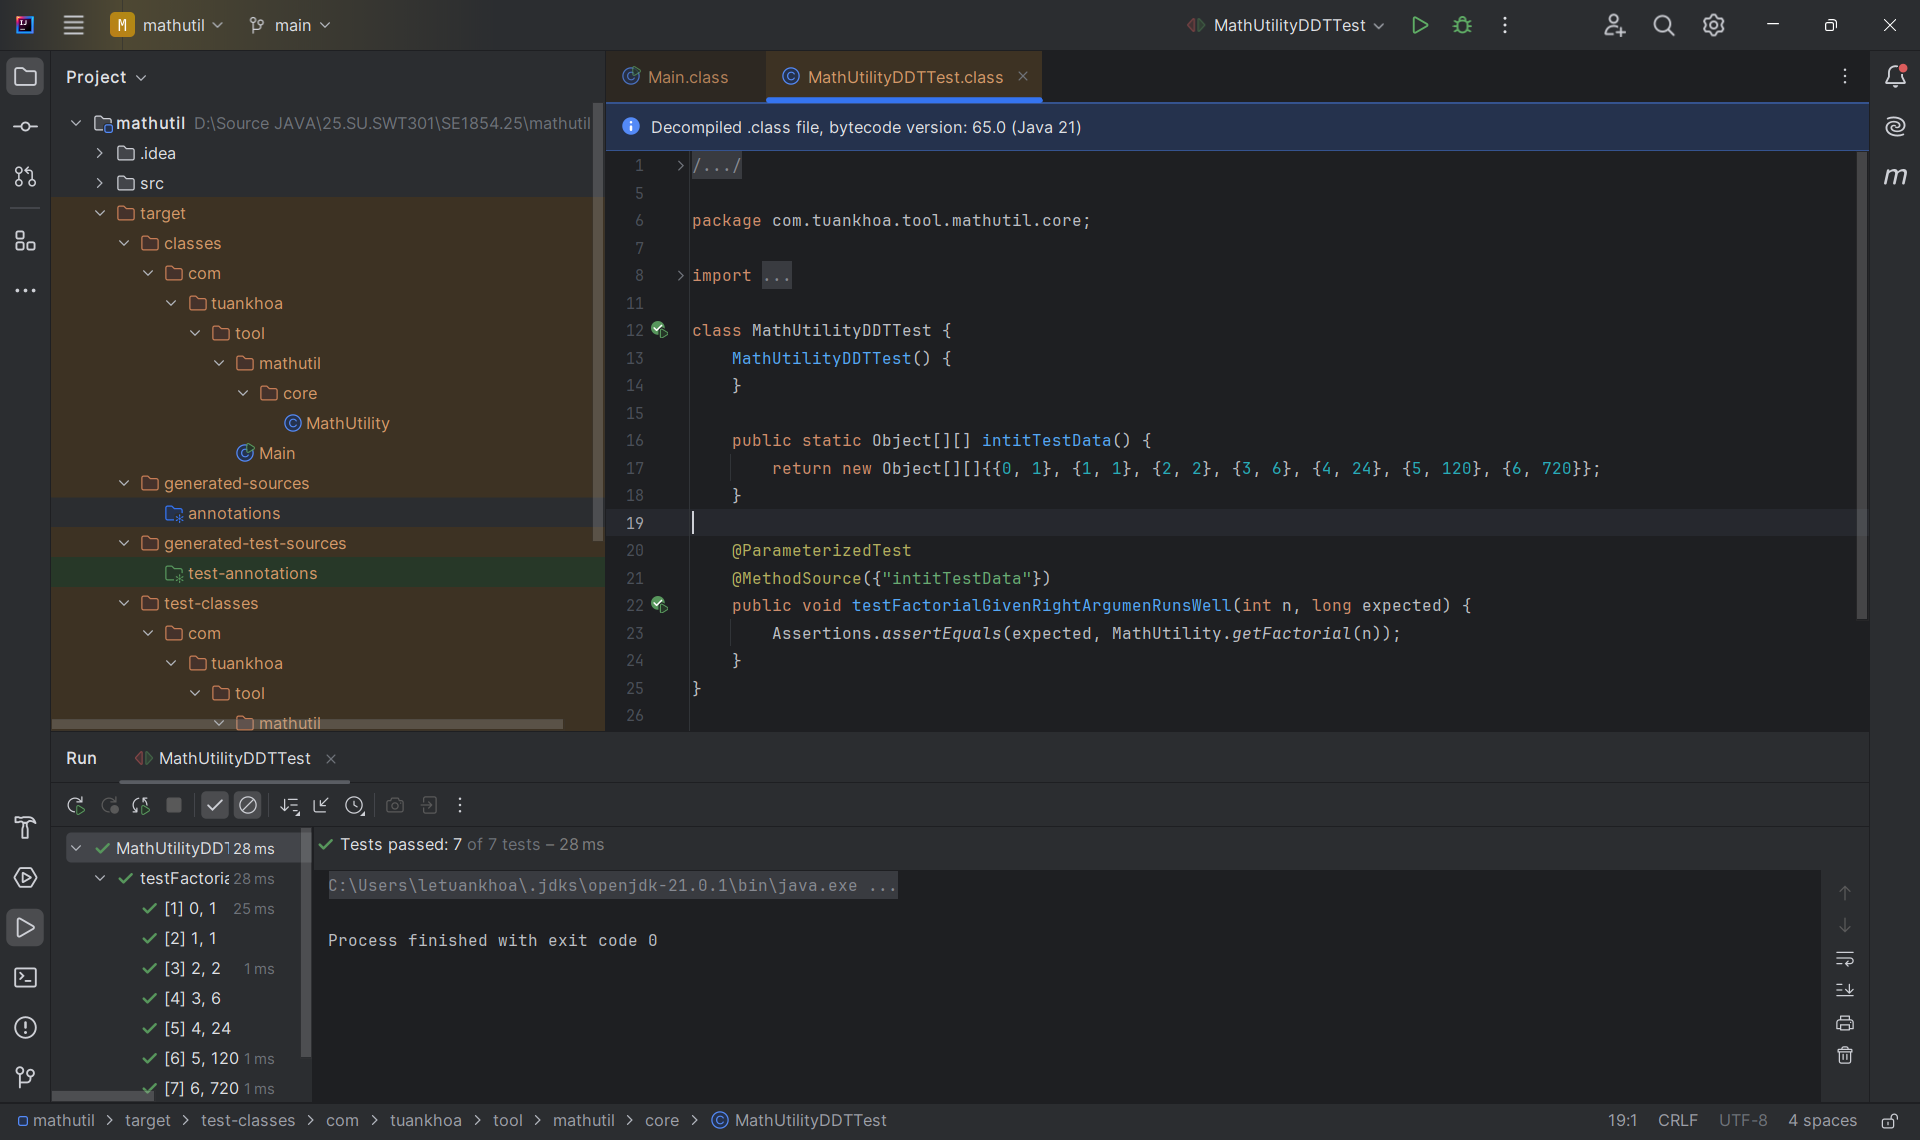 M mathutil main MathUtilityDDTTest
Project
mathutil D:\Source JAVA\25.SU.SWT301\SE1854.25\mathutil
.idea
src
target
classes
com
tuankhoa
tool
mathutil
core
MathUtility
Main
generated-sources
annotations
generated-test-sources
test-annotations
test-classes
com
tuankhoa
tool
mathutil
Main.class MathUtilityDDTTest.class
Decompiled .class file, bytecode version: 65.0 (Java 21)
1 /.../
5
6 package com.tuankhoa.tool.mathutil.core;
7
8 import ...
11
12 class MathUtilityDDTTest {
13 MathUtilityDDTTest() {
14 }
15
16 public static Object[][] intitTestData() {
17 return new Object[][]{{0, 1}, {1, 1}, {2, 2}, {3, 6}, {4, 24}, {5, 120}, {6, 720}};
18 }
19
20 @ParameterizedTest
21 @MethodSource({"intitTestData"})
22 public void testFactorialGivenRightArgumenRunsWell(int n, long expected) {
23 Assertions.assertEquals(expected, MathUtility.getFactorial(n));
24 }
25 }
26
m
Run MathUtilityDDTTest
MathUtilityDDT 28 ms
testFactoria 28 ms
[1] 0, 1 25 ms
[2] 1, 1
[3] 2, 2 1 ms
[4] 3, 6
[5] 4, 24
[6] 5, 120 1 ms
[7] 6, 720 1 ms
Tests passed: 7 of 7 tests – 28 ms
C:\Users\letuankhoa\.jdks\openjdk-21.0.1\bin\java.exe ...
Process finished with exit code 0
mathutil > target > test-classes > com > tuankhoa > tool > mathutil > core > MathUtilityDDTTest
19:1 CRLF UTF-8 4 spaces